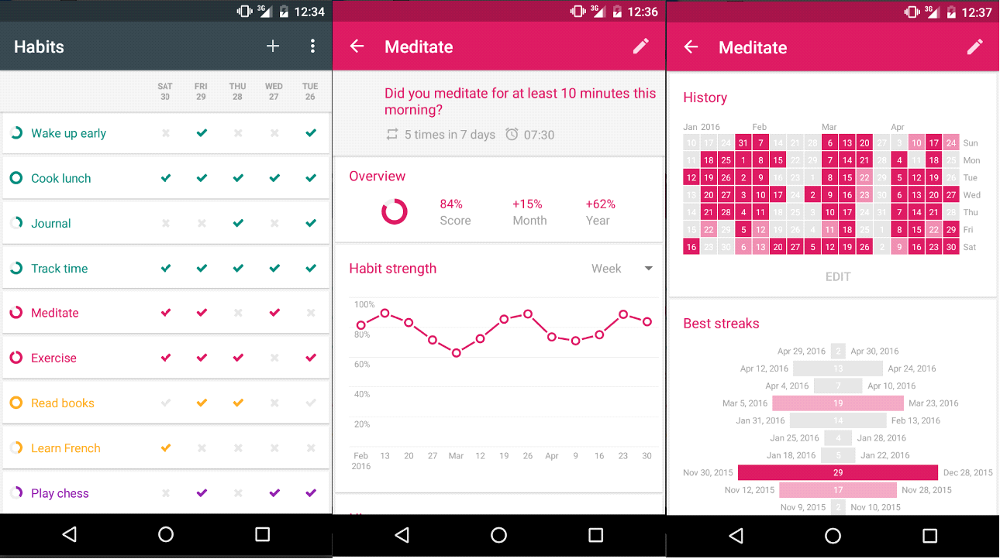 3G 12:34
Habits
SAT FRI THU WED TUE
30 29 28 27 26
Wake up early
Cook lunch
Journal
Track time
Meditate
Exercise
Read books
Learn French
Play chess
3G 12:36
Meditate
Did you meditate for at least 10 minutes this
morning?
5 times in 7 days 07:30
Overview
84% +15% +62%
Score Month Year
Habit strength Week
100%
80%
60%
40%
20%
Feb 13 20 27 Mar 12 19 26 Apr 9 16 23 30
2016
3G 12:37
Meditate
History
Jan 2016 Feb Mar Apr
10 17 24 31 7 14 21 28 6 13 20 27 3 10 17 24 Sun
11 18 25 1 8 15 22 29 7 14 21 28 4 11 18 25 Mon
12 19 26 2 9 16 23 1 8 15 22 29 5 12 19 26 Tue
13 20 27 3 10 17 24 2 9 16 23 30 6 13 20 27 Wed
14 21 28 4 11 18 25 3 10 17 24 31 7 14 21 28 Thu
15 22 29 5 12 19 26 4 11 18 25 1 8 15 22 29 Fri
16 23 30 6 13 20 27 5 12 19 26 2 9 16 23 30 Sat
EDIT
Best streaks
Apr 29, 2016 2 Apr 30, 2016
Apr 12, 2016 13 Apr 24, 2016
Apr 4, 2016 7 Apr 10, 2016
Mar 5, 2016 19 Mar 23, 2016
Jan 31, 2016 14 Feb 13, 2016
Jan 25, 2016 4 Jan 28, 2016
Jan 18, 2016 5 Jan 22, 2016
Nov 30, 2015 29 Dec 28, 2015
Nov 12, 2015 17 Nov 28, 2015
Nov 9, 2015 2 Nov 10, 2015